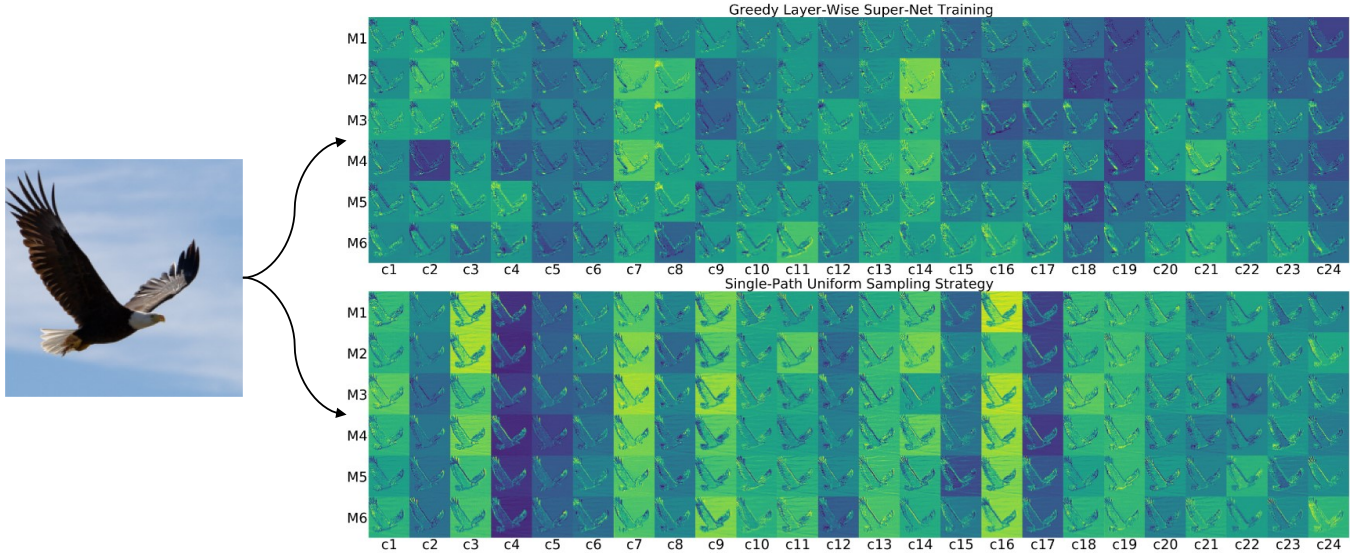 Greedy Layer-Wise Super-Net Training
M1
M2
M3
M4
M5
M6
c1 c2 c3 c4 c5 c6 c7 c8 c9 c10 c11 c12 c13 c14 c15 c16 c17 c18 c19 c20 c21 c22 c23 c24
Single-Path Uniform Sampling Strategy
M1
M2
M3
M4
M5
M6
c1 c2 c3 c4 c5 c6 c7 c8 c9 c10 c11 c12 c13 c14 c15 c16 c17 c18 c19 c20 c21 c22 c23 c24